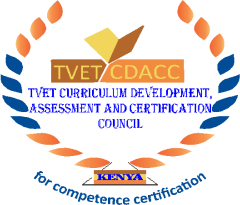 TVET CDACC
TVET CURRICULUM DEVELOPMENT,
ASSESSMENT AND CERTIFICATION
COUNCIL
KENYA
for competence certification